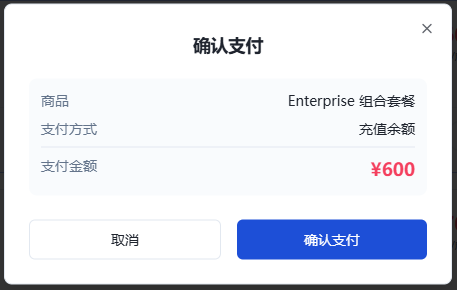 确认支付
商品 Enterprise 组合套餐
支付方式 充值余额
支付金额 ¥600
取消 确认支付